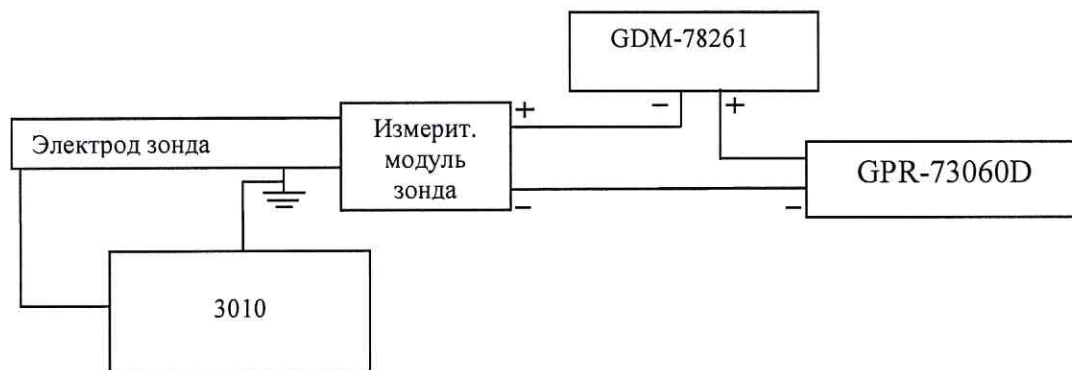 GDM-78261
+
−
+
Электрод зонда
Измерит.
модуль
зонда
GPR-73060D
−
−
3010